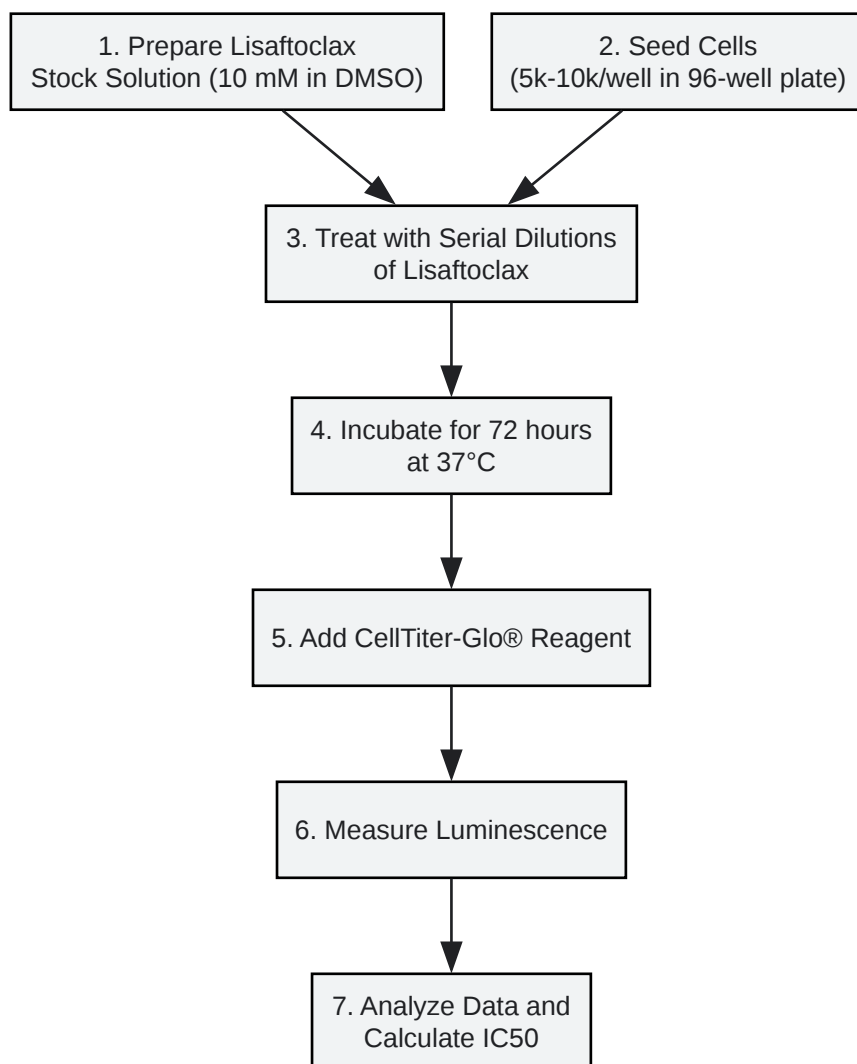 1. Prepare Lisaftoclax
Stock Solution (10 mM in DMSO)
2. Seed Cells
(5k-10k/well in 96-well plate)
3. Treat with Serial Dilutions
of Lisaftoclax
4. Incubate for 72 hours
at 37°C
5. Add CellTiter-Glo® Reagent
6. Measure Luminescence
7. Analyze Data and
Calculate IC50